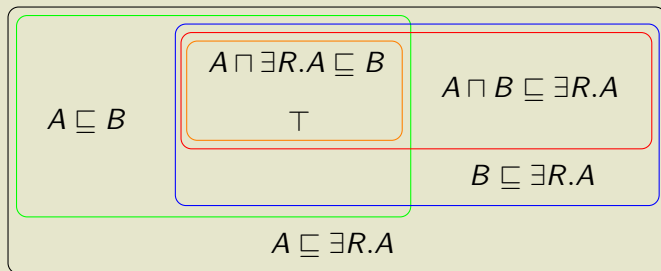 A ⊓ ∃R.A ⊑ B
A ⊓ B ⊑ ∃R.A
A ⊑ B
⊤
B ⊑ ∃R.A
A ⊑ ∃R.A